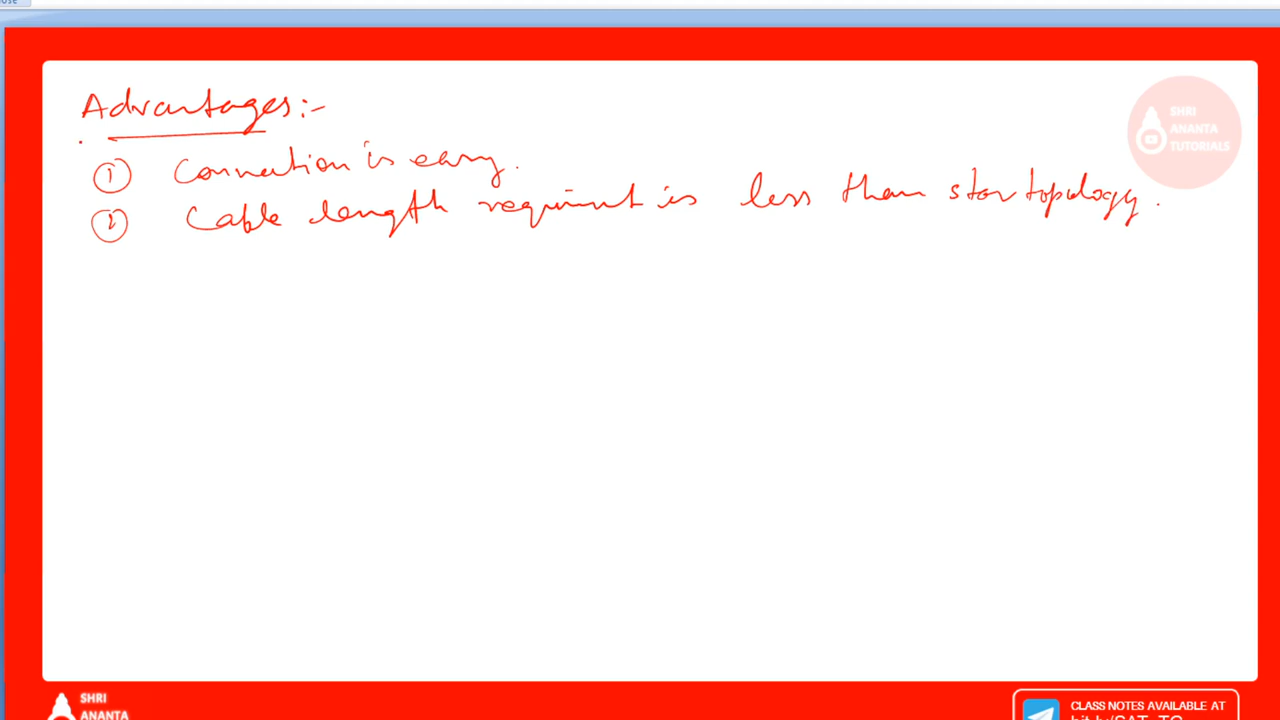 Advantages:-
① Connection is easy.
② Cable length requirment is less than star topology.
SHRI
ANANTA
TUTORIALS
SHRI
ANANTA
CLASS NOTES AVAILABLE AT